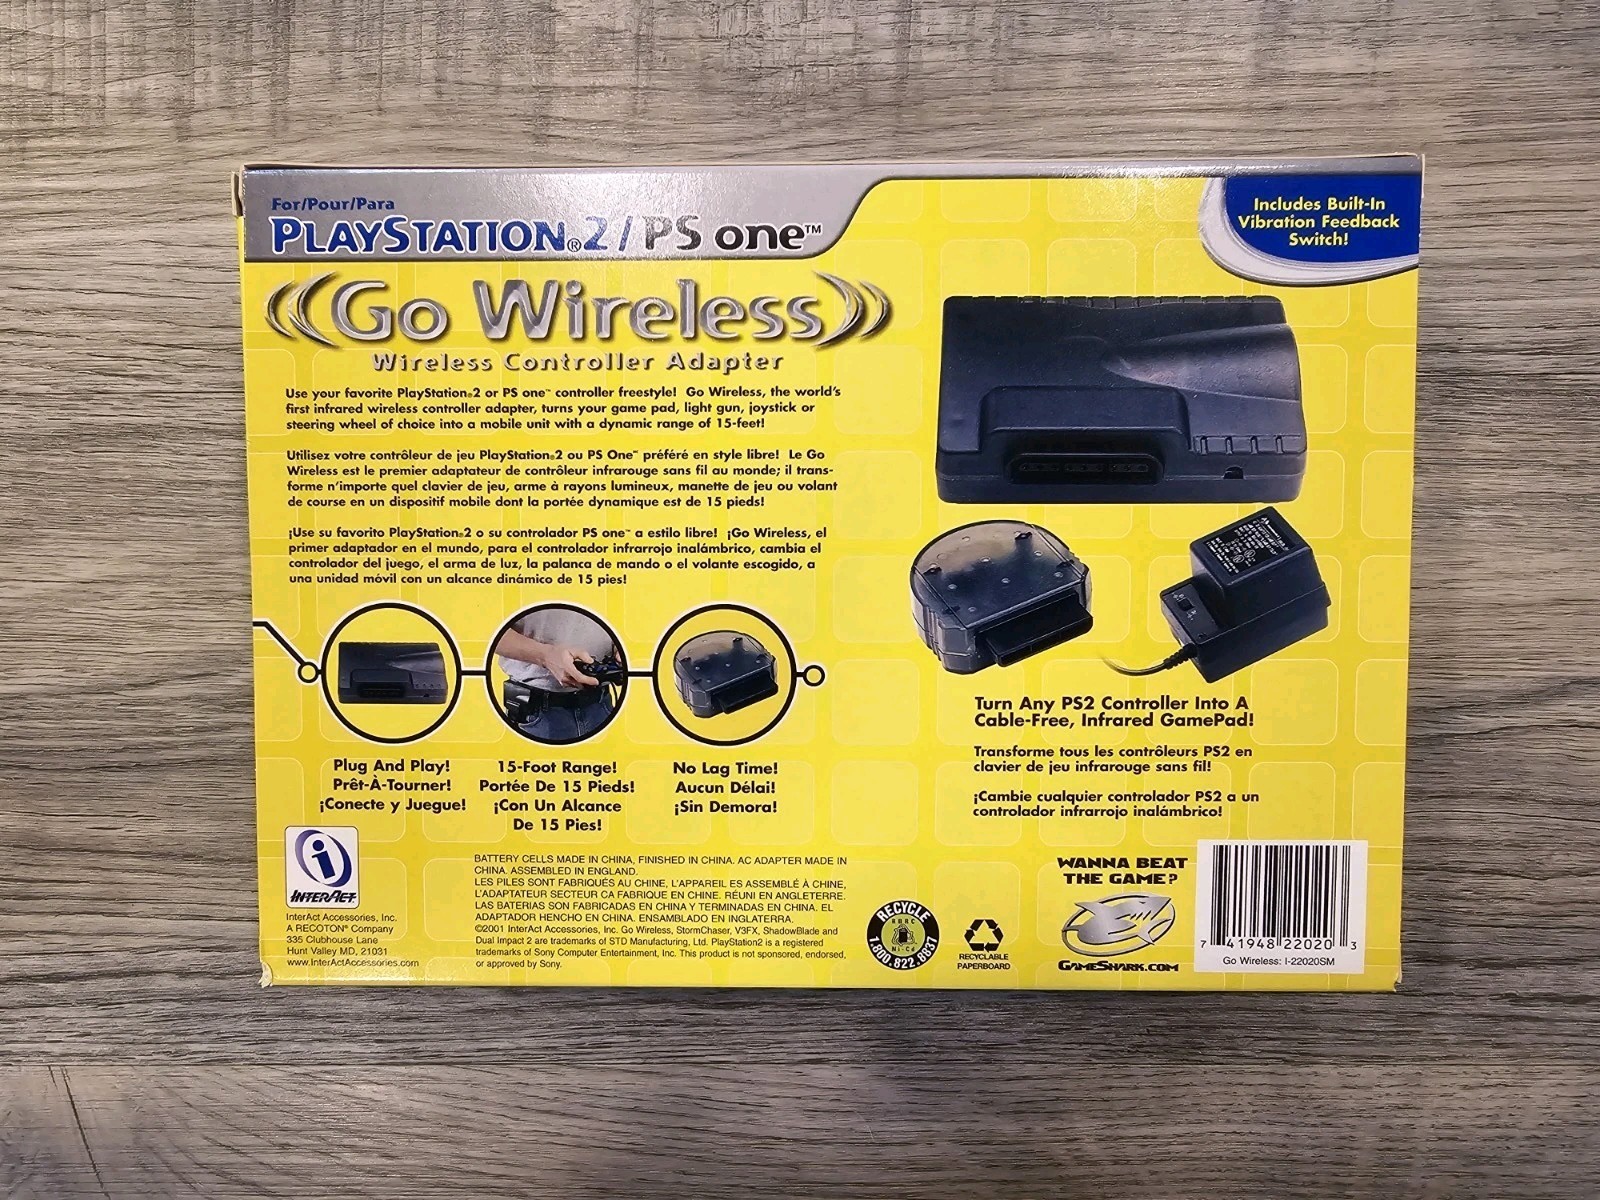 For/Pour/Para
PLAYSTATION®2 / PS one™
Includes Built-In
Vibration Feedback
Switch!
Go Wireless
Wireless Controller Adapter
Use your favorite PlayStation®2 or PS one™ controller freestyle! Go Wireless, the world's
first infrared wireless controller adapter, turns your game pad, light gun, joystick or
steering wheel of choice into a mobile unit with a dynamic range of 15-feet!
Utilisez votre contrôleur de jeu PlayStation®2 ou PS One™ préféré en style libre! Le Go
Wireless est le premier adaptateur de contrôleur infrarouge sans fil au monde; il trans-
forme n'importe quel clavier de jeu, arme à rayons lumineux, manette de jeu ou volant
de course en un dispositif mobile dont la portée dynamique est de 15 pieds!
¡Use su favorito PlayStation®2 o su controlador PS one™ a estilo libre! ¡Go Wireless, el
primer adaptador en el mundo, para el controlador infrarrojo inalámbrico, cambia el
controlador del juego, el arma de luz, la palanca de mando o el volante escogido, a
una unidad móvil con un alcance dinámico de 15 pies!
Plug And Play!
Prêt-À-Tourner!
¡Conecte y Juegue!
15-Foot Range!
Portée De 15 Pieds!
¡Con Un Alcance
De 15 Pies!
No Lag Time!
Aucun Délai!
¡Sin Demora!
Turn Any PS2 Controller Into A
Cable-Free, Infrared GamePad!
Transforme tous les contrôleurs PS2 en
clavier de jeu infrarouge sans fil!
¡Cambie cualquier controlador PS2 a un
controlador infrarrojo inalámbrico!
INTERACT
InterAct Accessories, Inc.
A RECOTON® Company
335 Clubhouse Lane
Hunt Valley MD, 21031
www.InterActAccessories.com
BATTERY CELLS MADE IN CHINA, FINISHED IN CHINA. AC ADAPTER MADE IN
CHINA. ASSEMBLED IN ENGLAND.
LES PILES SONT FABRIQUÉS AU CHINE, L'APPAREIL ES ASSEMBLÉ À CHINE,
L'ADAPTATEUR SECTEUR CA FABRIQUE EN CHINE. RÉUNI EN ANGLETERRE.
LAS BATERIAS SON FABRICADAS EN CHINA Y TERMINADAS EN CHINA. EL
ADAPTADOR HENCHO EN CHINA. ENSAMBLADO EN INGLATERRA.
©2001 InterAct Accessories, Inc. Go Wireless, StormChaser, V3FX, ShadowBlade and
Dual Impact 2 are trademarks of STD Manufacturing, Ltd. PlayStation2 is a registered
trademarks of Sony Computer Entertainment, Inc. This product is not sponsored, endorsed,
or approved by Sony.
RECYCLE
RBRC
Ni-Cd
1.800.822.8837
RECYCLABLE
PAPERBOARD
WANNA BEAT
THE GAME?
GAMESHARK.COM
7 41948 22020 3
Go Wireless: I-22020SM